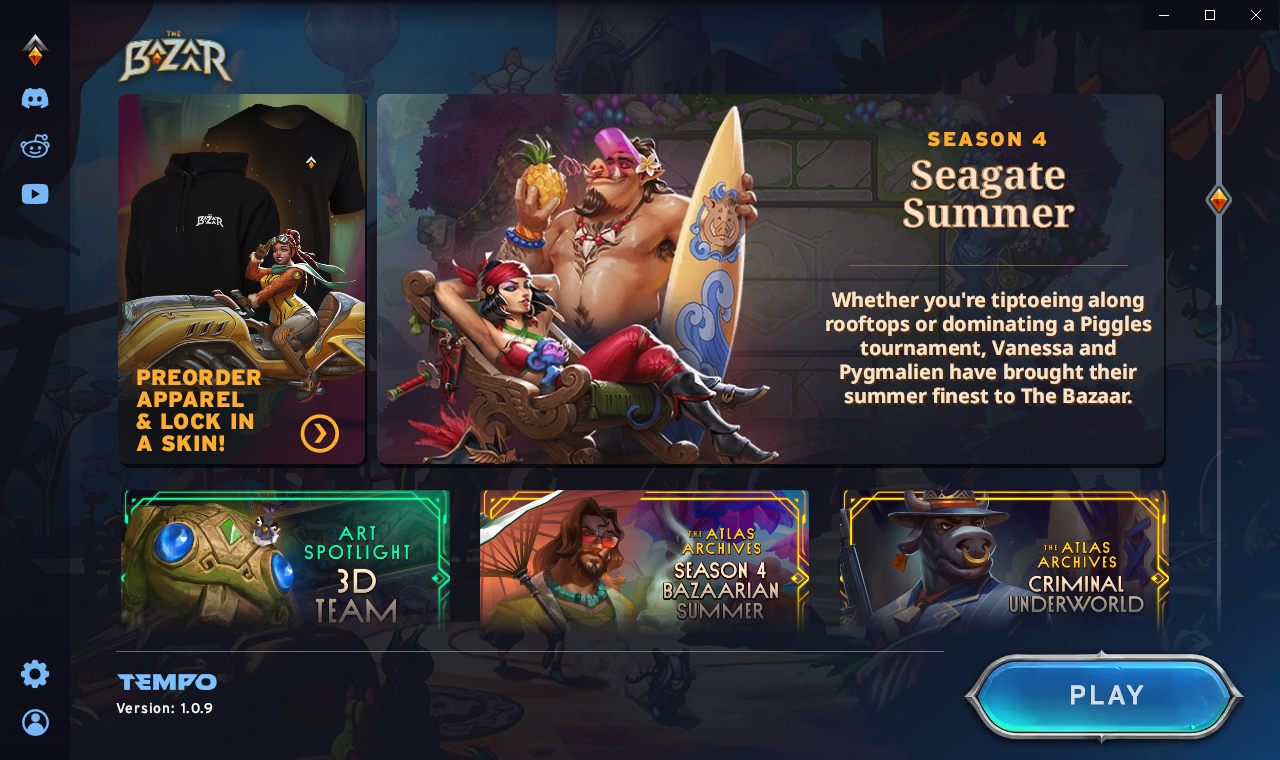 THE
BAZAR
BAZAR
PREORDER
APPAREL
& LOCK IN
A SKIN!
SEASON 4
Seagate
Summer
Whether you're tiptoeing along
rooftops or dominating a Piggles
tournament, Vanessa and
Pygmalien have brought their
summer finest to The Bazaar.
ART
SPOTLIGHT
3D
TEAM
THE ATLAS
ARCHIVES
SEASON 4
BAZAARIAN
SUMMER
THE ATLAS
ARCHIVES
CRIMINAL
UNDERWORLD
TEMPO
Version: 1.0.9
PLAY